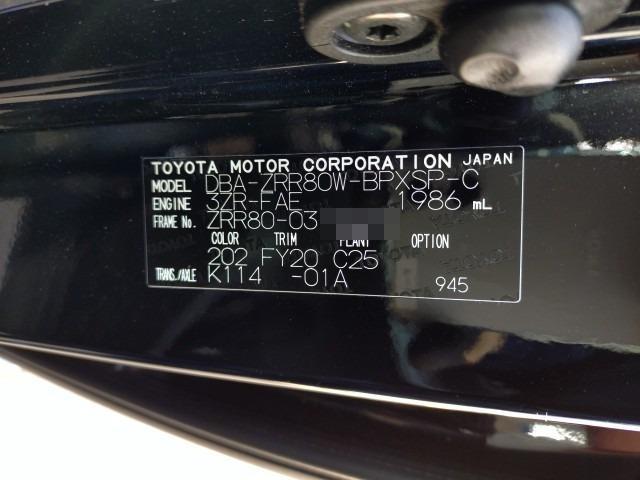 TOYOTA MOTOR CORPORATION JAPAN
MODEL DBA-ZRR80W-BPXSP-C
ENGINE 3ZR-FAE 1986 mL
FRAME No. ZRR80-03
COLOR TRIM PLANT OPTION
202 FY20 C25
TRANS./AXLE K114 -01A 945